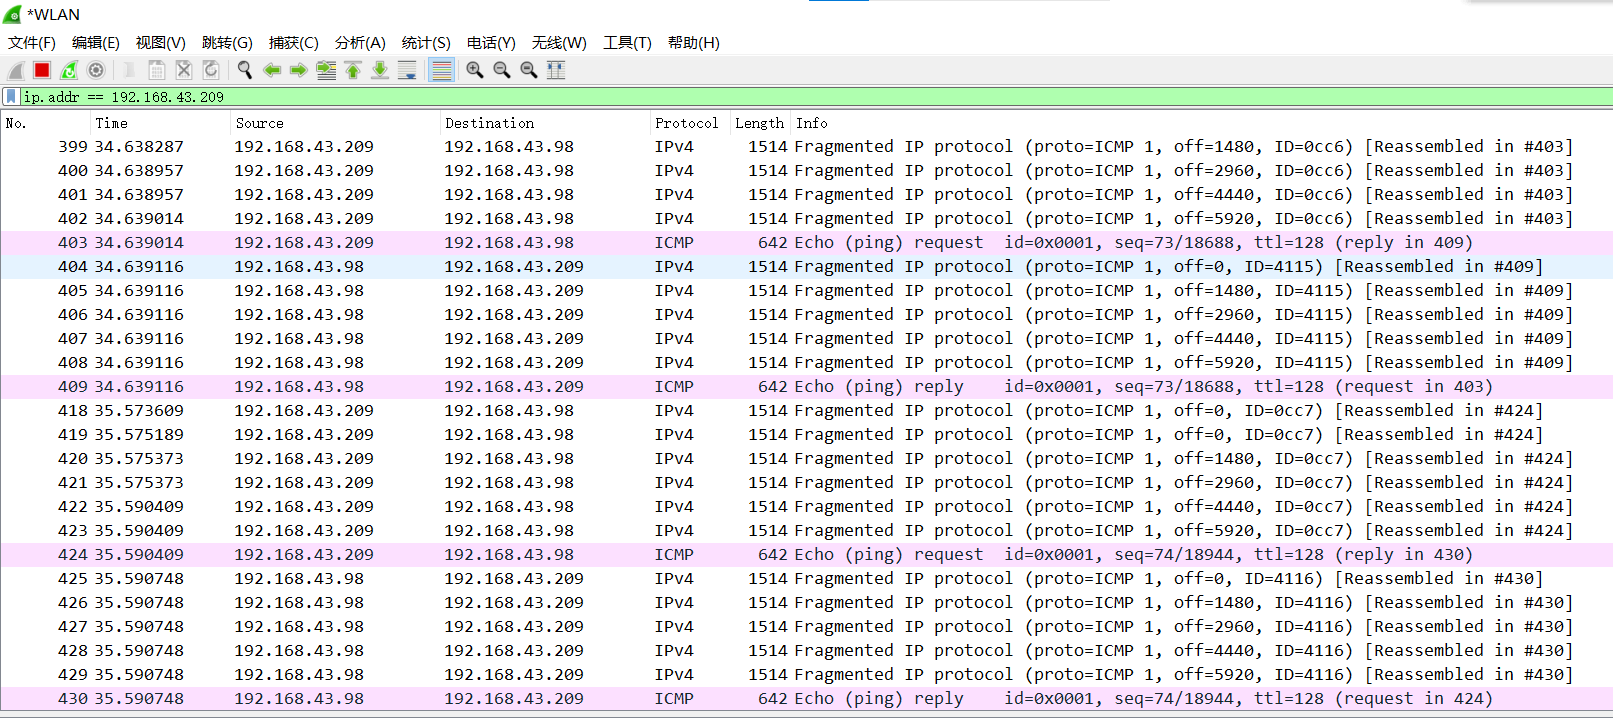 *WLAN
文件(F) 编辑(E) 视图(V) 跳转(G) 捕获(C) 分析(A) 统计(S) 电话(Y) 无线(W) 工具(T) 帮助(H)
ip.addr == 192.168.43.209
No. Time Source Destination Protocol Length Info
399 34.638287 192.168.43.209 192.168.43.98 IPv4 1514 Fragmented IP protocol (proto=ICMP 1, off=1480, ID=0cc6) [Reassembled in #403]
400 34.638957 192.168.43.209 192.168.43.98 IPv4 1514 Fragmented IP protocol (proto=ICMP 1, off=2960, ID=0cc6) [Reassembled in #403]
401 34.638957 192.168.43.209 192.168.43.98 IPv4 1514 Fragmented IP protocol (proto=ICMP 1, off=4440, ID=0cc6) [Reassembled in #403]
402 34.639014 192.168.43.209 192.168.43.98 IPv4 1514 Fragmented IP protocol (proto=ICMP 1, off=5920, ID=0cc6) [Reassembled in #403]
403 34.639014 192.168.43.209 192.168.43.98 ICMP 642 Echo (ping) request id=0x0001, seq=73/18688, ttl=128 (reply in 409)
404 34.639116 192.168.43.98 192.168.43.209 IPv4 1514 Fragmented IP protocol (proto=ICMP 1, off=0, ID=4115) [Reassembled in #409]
405 34.639116 192.168.43.98 192.168.43.209 IPv4 1514 Fragmented IP protocol (proto=ICMP 1, off=1480, ID=4115) [Reassembled in #409]
406 34.639116 192.168.43.98 192.168.43.209 IPv4 1514 Fragmented IP protocol (proto=ICMP 1, off=2960, ID=4115) [Reassembled in #409]
407 34.639116 192.168.43.98 192.168.43.209 IPv4 1514 Fragmented IP protocol (proto=ICMP 1, off=4440, ID=4115) [Reassembled in #409]
408 34.639116 192.168.43.98 192.168.43.209 IPv4 1514 Fragmented IP protocol (proto=ICMP 1, off=5920, ID=4115) [Reassembled in #409]
409 34.639116 192.168.43.98 192.168.43.209 ICMP 642 Echo (ping) reply id=0x0001, seq=73/18688, ttl=128 (request in 403)
418 35.573609 192.168.43.209 192.168.43.98 IPv4 1514 Fragmented IP protocol (proto=ICMP 1, off=0, ID=0cc7) [Reassembled in #424]
419 35.575189 192.168.43.209 192.168.43.98 IPv4 1514 Fragmented IP protocol (proto=ICMP 1, off=0, ID=0cc7) [Reassembled in #424]
420 35.575373 192.168.43.209 192.168.43.98 IPv4 1514 Fragmented IP protocol (proto=ICMP 1, off=1480, ID=0cc7) [Reassembled in #424]
421 35.575373 192.168.43.209 192.168.43.98 IPv4 1514 Fragmented IP protocol (proto=ICMP 1, off=2960, ID=0cc7) [Reassembled in #424]
422 35.590409 192.168.43.209 192.168.43.98 IPv4 1514 Fragmented IP protocol (proto=ICMP 1, off=4440, ID=0cc7) [Reassembled in #424]
423 35.590409 192.168.43.209 192.168.43.98 IPv4 1514 Fragmented IP protocol (proto=ICMP 1, off=5920, ID=0cc7) [Reassembled in #424]
424 35.590409 192.168.43.209 192.168.43.98 ICMP 642 Echo (ping) request id=0x0001, seq=74/18944, ttl=128 (reply in 430)
425 35.590748 192.168.43.98 192.168.43.209 IPv4 1514 Fragmented IP protocol (proto=ICMP 1, off=0, ID=4116) [Reassembled in #430]
426 35.590748 192.168.43.98 192.168.43.209 IPv4 1514 Fragmented IP protocol (proto=ICMP 1, off=1480, ID=4116) [Reassembled in #430]
427 35.590748 192.168.43.98 192.168.43.209 IPv4 1514 Fragmented IP protocol (proto=ICMP 1, off=2960, ID=4116) [Reassembled in #430]
428 35.590748 192.168.43.98 192.168.43.209 IPv4 1514 Fragmented IP protocol (proto=ICMP 1, off=4440, ID=4116) [Reassembled in #430]
429 35.590748 192.168.43.98 192.168.43.209 IPv4 1514 Fragmented IP protocol (proto=ICMP 1, off=5920, ID=4116) [Reassembled in #430]
430 35.590748 192.168.43.98 192.168.43.209 ICMP 642 Echo (ping) reply id=0x0001, seq=74/18944, ttl=128 (request in 424)